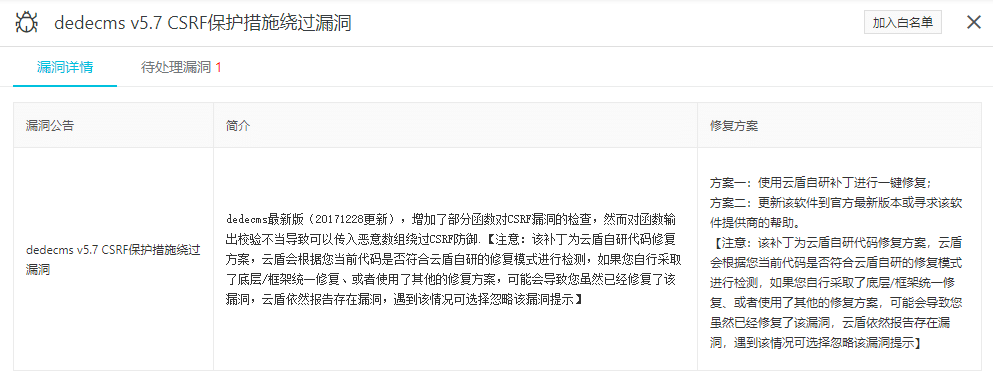 dedecms v5.7 CSRF保护措施绕过漏洞
加入白名单
漏洞详情
待处理漏洞 1
漏洞公告
简介
修复方案
dedecms v5.7 CSRF保护措施绕过
漏洞
dedecms最新版（20171228更新），增加了部分函数对CSRF漏洞的检查，然而对函数输
出校验不当导致可以传入恶意数组绕过CSRF防御.【注意：该补丁为云盾自研代码修复
方案，云盾会根据您当前代码是否符合云盾自研的修复模式进行检测，如果您自行采取
了底层/框架统一修复、或者使用了其他的修复方案，可能会导致您虽然已经修复了该
漏洞，云盾依然报告存在漏洞，遇到该情况可选择忽略该漏洞提示】
方案一：使用云盾自研补丁进行一键修复；
方案二：更新该软件到官方最新版本或寻求该软
件提供商的帮助。
【注意：该补丁为云盾自研代码修复方案，云盾
会根据您当前代码是否符合云盾自研的修复模式
进行检测，如果您自行采取了底层/框架统一修
复、或者使用了其他的修复方案，可能会导致您
虽然已经修复了该漏洞，云盾依然报告存在漏
洞，遇到该情况可选择忽略该漏洞提示】